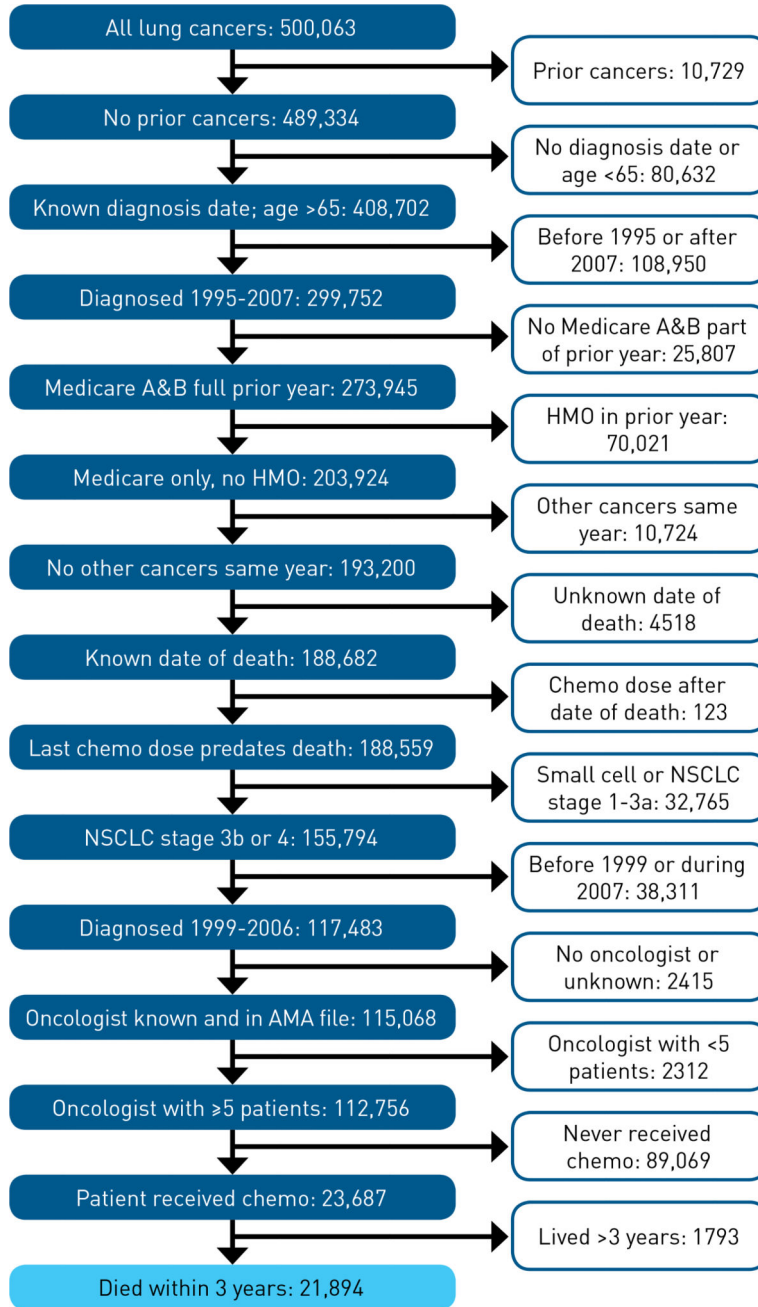 All lung cancers: 500,063
Prior cancers: 10,729
No prior cancers: 489,334
No diagnosis date or
age <65: 80,632
Known diagnosis date; age >65: 408,702
Before 1995 or after
2007: 108,950
Diagnosed 1995-2007: 299,752
No Medicare A&B part
of prior year: 25,807
Medicare A&B full prior year: 273,945
HMO in prior year:
70,021
Medicare only, no HMO: 203,924
Other cancers same
year: 10,724
No other cancers same year: 193,200
Unknown date of
death: 4518
Known date of death: 188,682
Chemo dose after
date of death: 123
Last chemo dose predates death: 188,559
Small cell or NSCLC
stage 1-3a: 32,765
NSCLC stage 3b or 4: 155,794
Before 1999 or during
2007: 38,311
Diagnosed 1999-2006: 117,483
No oncologist or
unknown: 2415
Oncologist known and in AMA file: 115,068
Oncologist with <5
patients: 2312
Oncologist with ≥5 patients: 112,756
Never received
chemo: 89,069
Patient received chemo: 23,687
Lived >3 years: 1793
Died within 3 years: 21,894